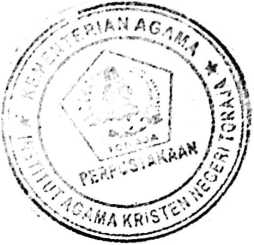 KEMENTERIAN AGAMA
INSTITUT AGAMA KRISTEN NEGERI TORAJA
PERPUSTAKAAN